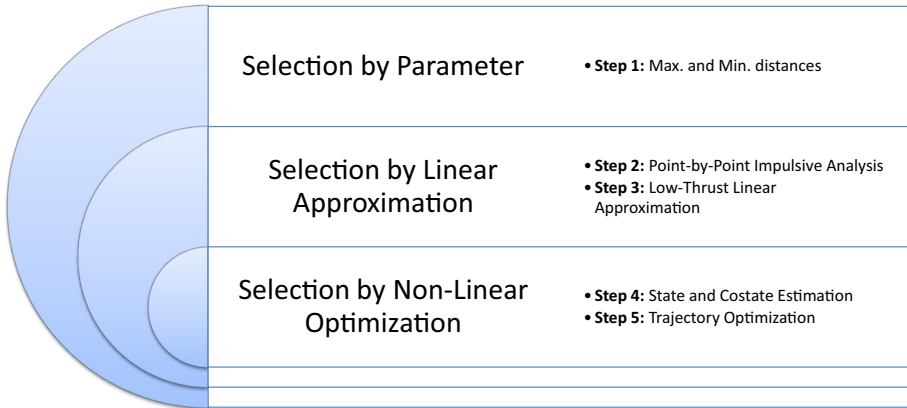 Selection by Parameter
• Step 1: Max. and Min. distances
Selection by Linear
Approximation
• Step 2: Point-by-Point Impulsive Analysis
• Step 3: Low-Thrust Linear
Approximation
Selection by Non-Linear
Optimization
• Step 4: State and Costate Estimation
• Step 5: Trajectory Optimization